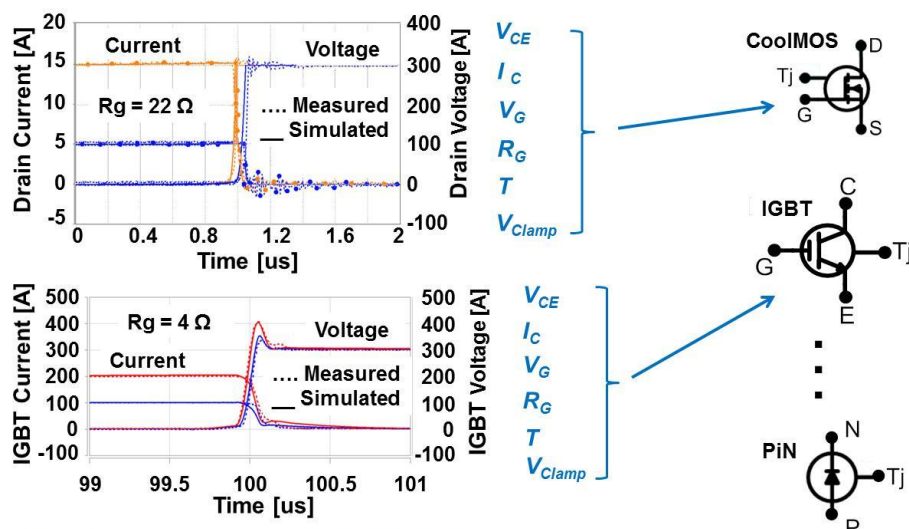 20
15
10
5
0
-5
Drain Current [A]
Current
Voltage
Rg = 22 Ω
.... Measured
— Simulated
400
300
200
100
0
-100
Drain Voltage [A]
0 0.4 0.8 1.2 1.6 2
Time [us]
V_CE
I_C
V_G
R_G
T
V_Clamp
CoolMOS
D
Tj
G
S
500
400
300
200
100
0
-100
IGBT Current [A]
Rg = 4 Ω
Voltage
Current
.... Measured
— Simulated
500
400
300
200
100
0
-100
IGBT Voltage [A]
99 99.5 100 100.5 101
Time [us]
V_CE
I_C
V_G
R_G
T
V_Clamp
IGBT
C
G
Tj
E
PiN
N
Tj
P